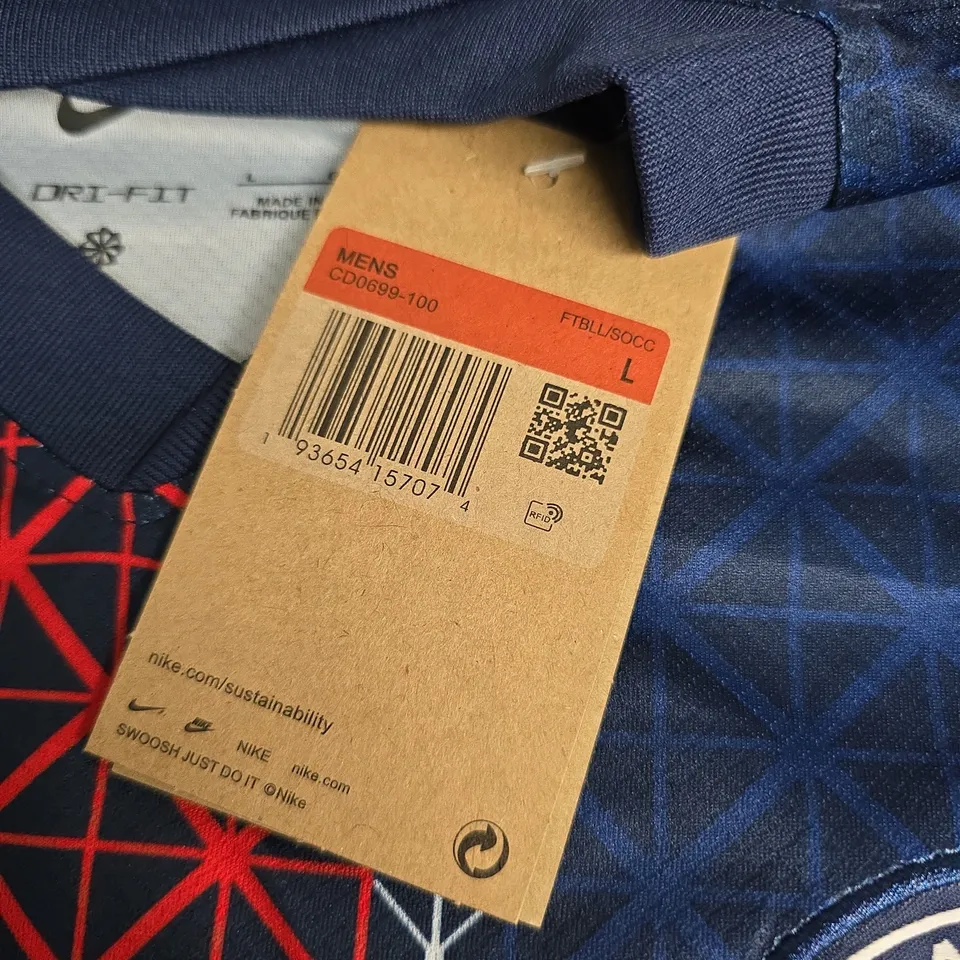 DRI-FIT
L
MADE IN
FABRIQUE
MENS
CD0699-100
FTBLL/SOCC
L
1 93654 15707 4
RFID
nike.com/sustainability
NIKE NIKE nike.com
SWOOSH JUST DO IT ©Nike